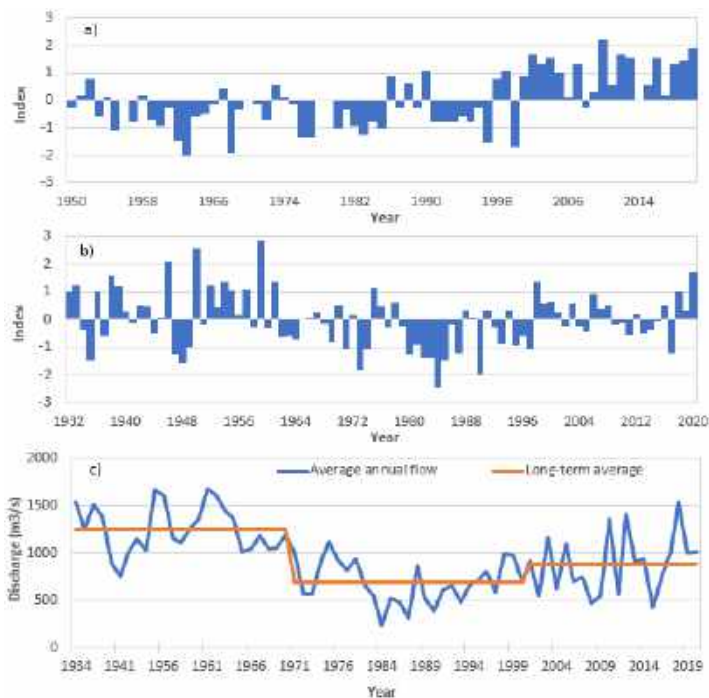 a)
3
2
1
0
-1
-2
-3
Index
1950 1958 1966 1974 1982 1990 1998 2006 2014
Year
b)
3
2
1
0
-1
-2
-3
Index
1932 1940 1948 1956 1964 1972 1980 1988 1996 2004 2012 2020
Year
c)
Average annual flow
Long-term average
2000
1500
1000
500
0
Discharge (m3/s)
1934 1941 1956 1961 1966 1971 1976 1984 1989 1994 1999 2004 2009 2014 2019
Year